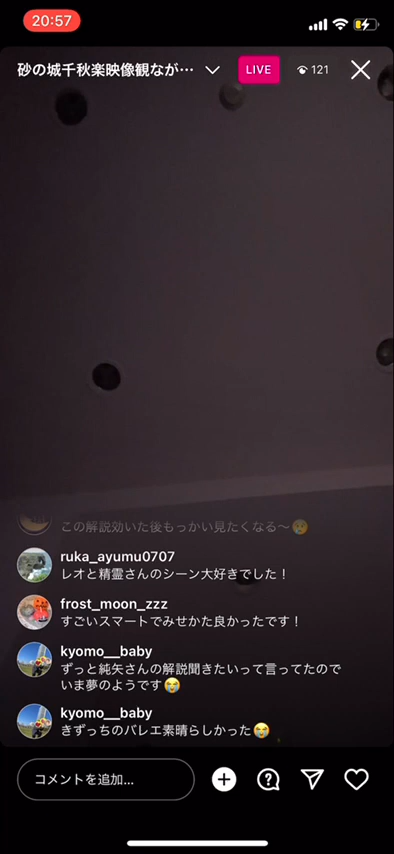 20:57
砂の城千秋楽映像観なが…
LIVE
121
この解説効いた後もっかい見たくなる〜😢
ruka_ayumu0707
レオと精霊さんのシーン大好きでした！
frost_moon_zzz
すごいスマートでみせかた良かったです！
kyomo__baby
ずっと純矢さんの解説聞きたいって言ってたので
いま夢のようです😭
kyomo__baby
きずっちのバレエ素晴らしかった😭
コメントを追加...